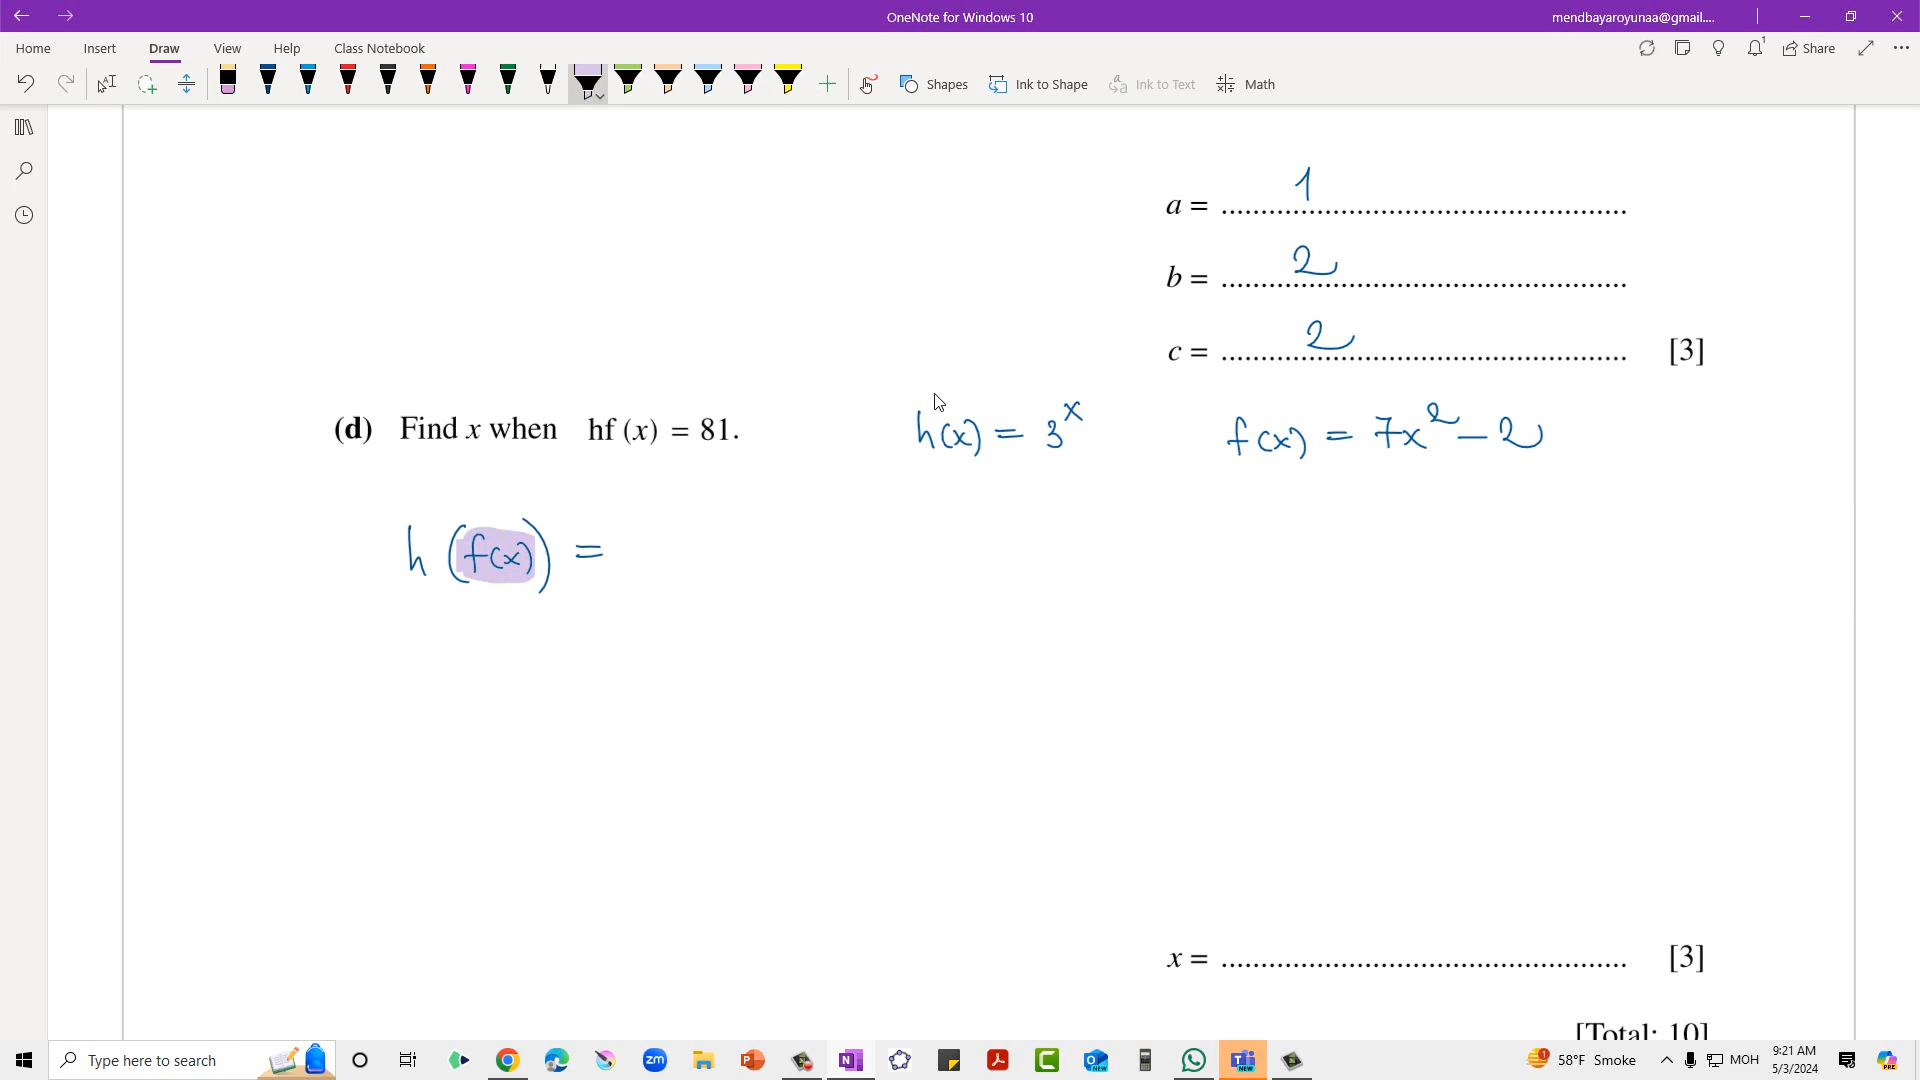 OneNote for Windows 10
mendbayaroyunaa@gmail....
Home Insert Draw View Help Class Notebook
1
Share
Shapes Ink to Shape Ink to Text Math
a = .................................................... 1
b = .................................................... 2
c = .................................................... 2 [3]
(d) Find x when hf (x) = 81. h(x) = 3^x f(x) = 7x^2 - 2
h (f(x)) =
x = .................................................... [3]
[Total: 10]
Type here to search
58°F Smoke
MOH
9:21 AM
5/3/2024